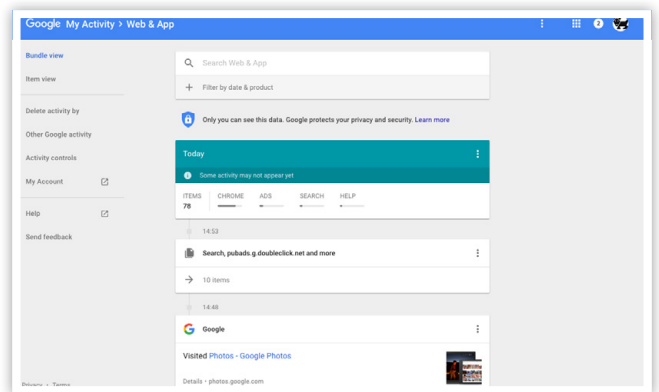 Google My Activity > Web & App
2
Bundle view
Item view
Delete activity by
Other Google activity
Activity controls
My Account
Help
Send feedback
Privacy • Terms
Search Web & App
Filter by date & product
Only you can see this data. Google protects your privacy and security. Learn more
Today
Some activity may not appear yet
ITEMS CHROME ADS SEARCH HELP
78
14:53
Search, pubads.g.doubleclick.net and more
10 items
14:48
Google
Visited Photos - Google Photos
Details • photos.google.com